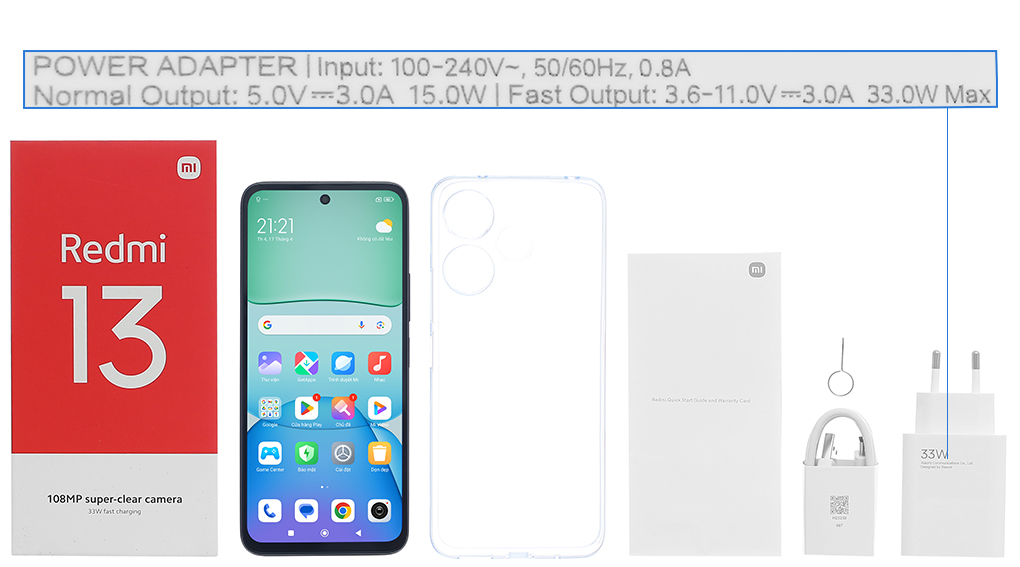 POWER ADAPTER | Input: 100-240V~, 50/60Hz, 0.8A
Normal Output: 5.0V⎓3.0A 15.0W | Fast Output: 3.6-11.0V⎓3.0A 33.0W Max
Redmi
13
108MP super-clear camera
33W fast charging
21:21
Th 4, 11 Tháng 4
Không có dữ liệu
Thư viện
GetApps
Trình duyệt Mi
Nhạc
Google
Cửa hàng Play
Chủ đề
Mi Video
Game Center
Bảo mật
Cài đặt
Dọn dẹp
Redmi Quick Start Guide and Warranty Card
33W
Xiaomi Communications Co., Ltd.
Designed by Xiaomi